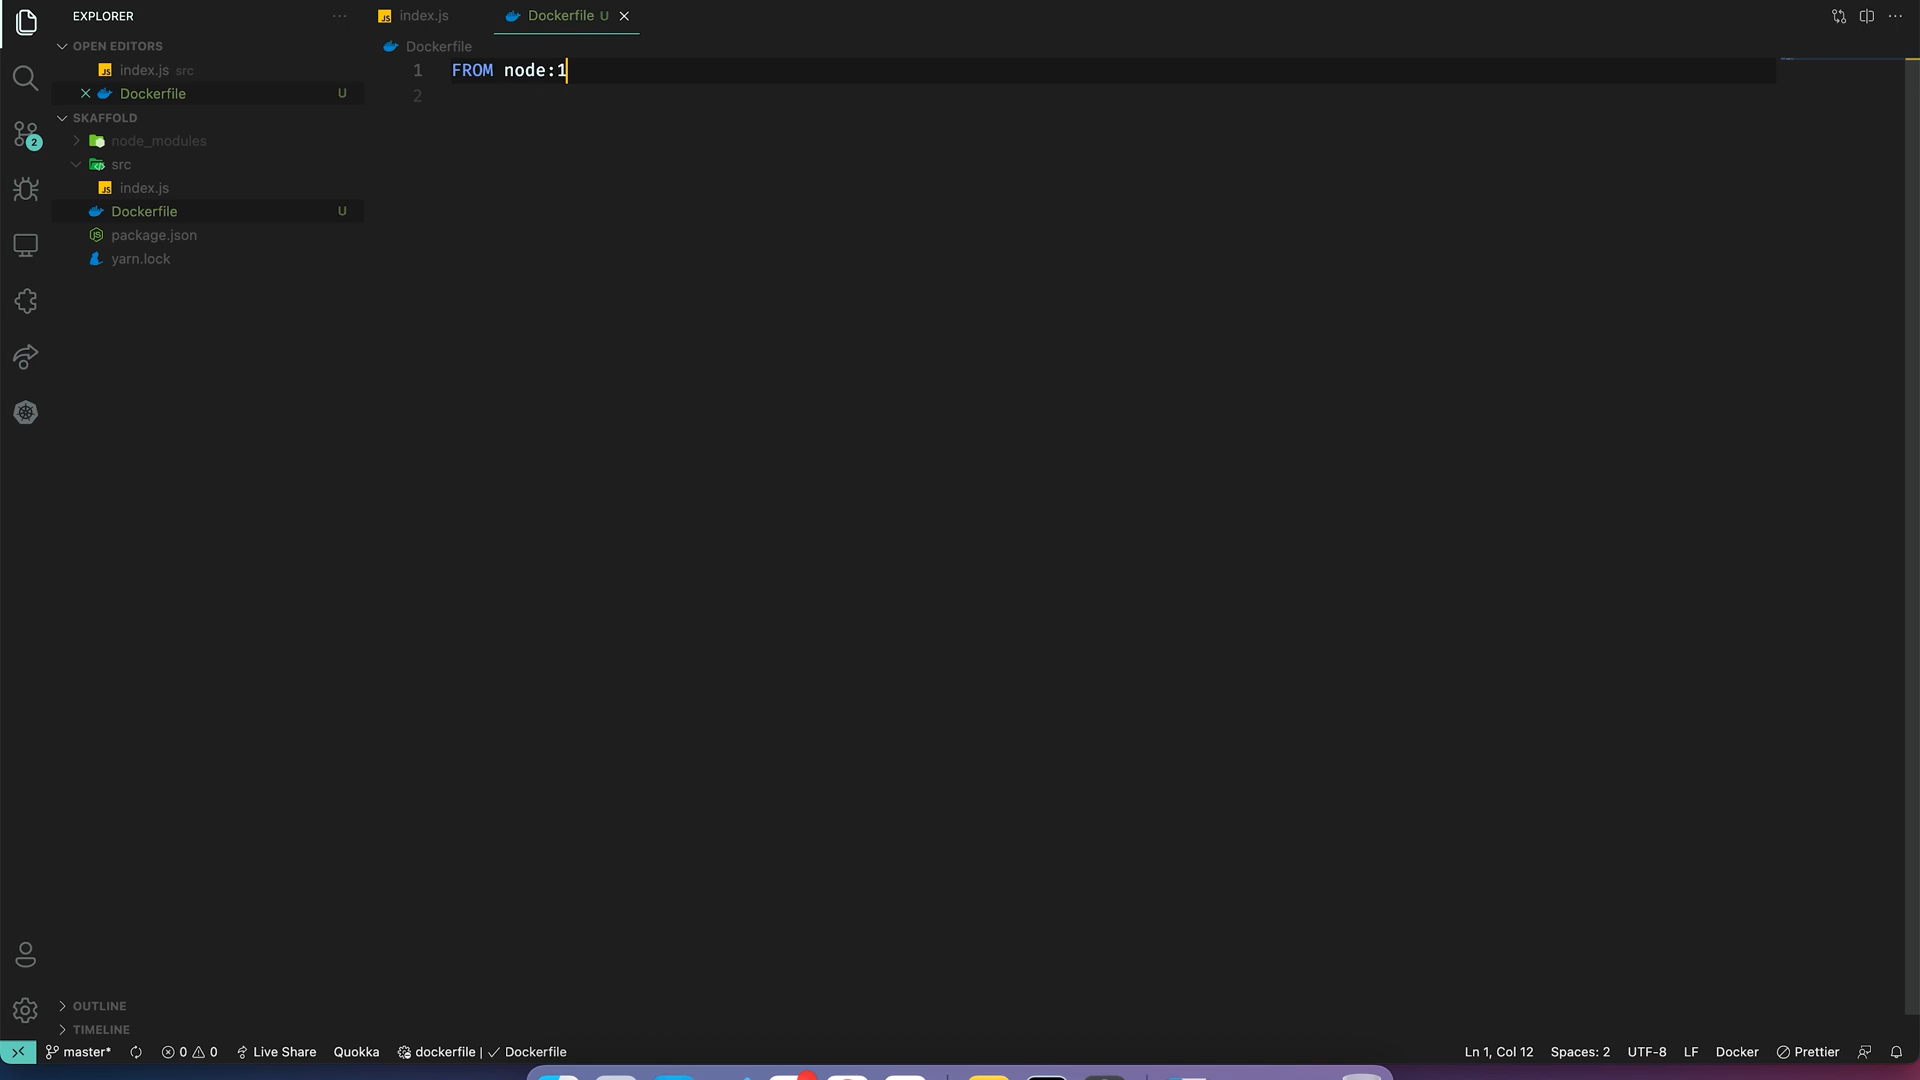 EXPLORER
OPEN EDITORS
index.js src
Dockerfile U
SKAFFOLD
node_modules
src
index.js
Dockerfile U
package.json
yarn.lock
OUTLINE
TIMELINE
index.js
Dockerfile U
Dockerfile
1 FROM node:1
2
2
master*
0 0
Live Share
Quokka
dockerfile | ✓ Dockerfile
Ln 1, Col 12
Spaces: 2
UTF-8
LF
Docker
Prettier